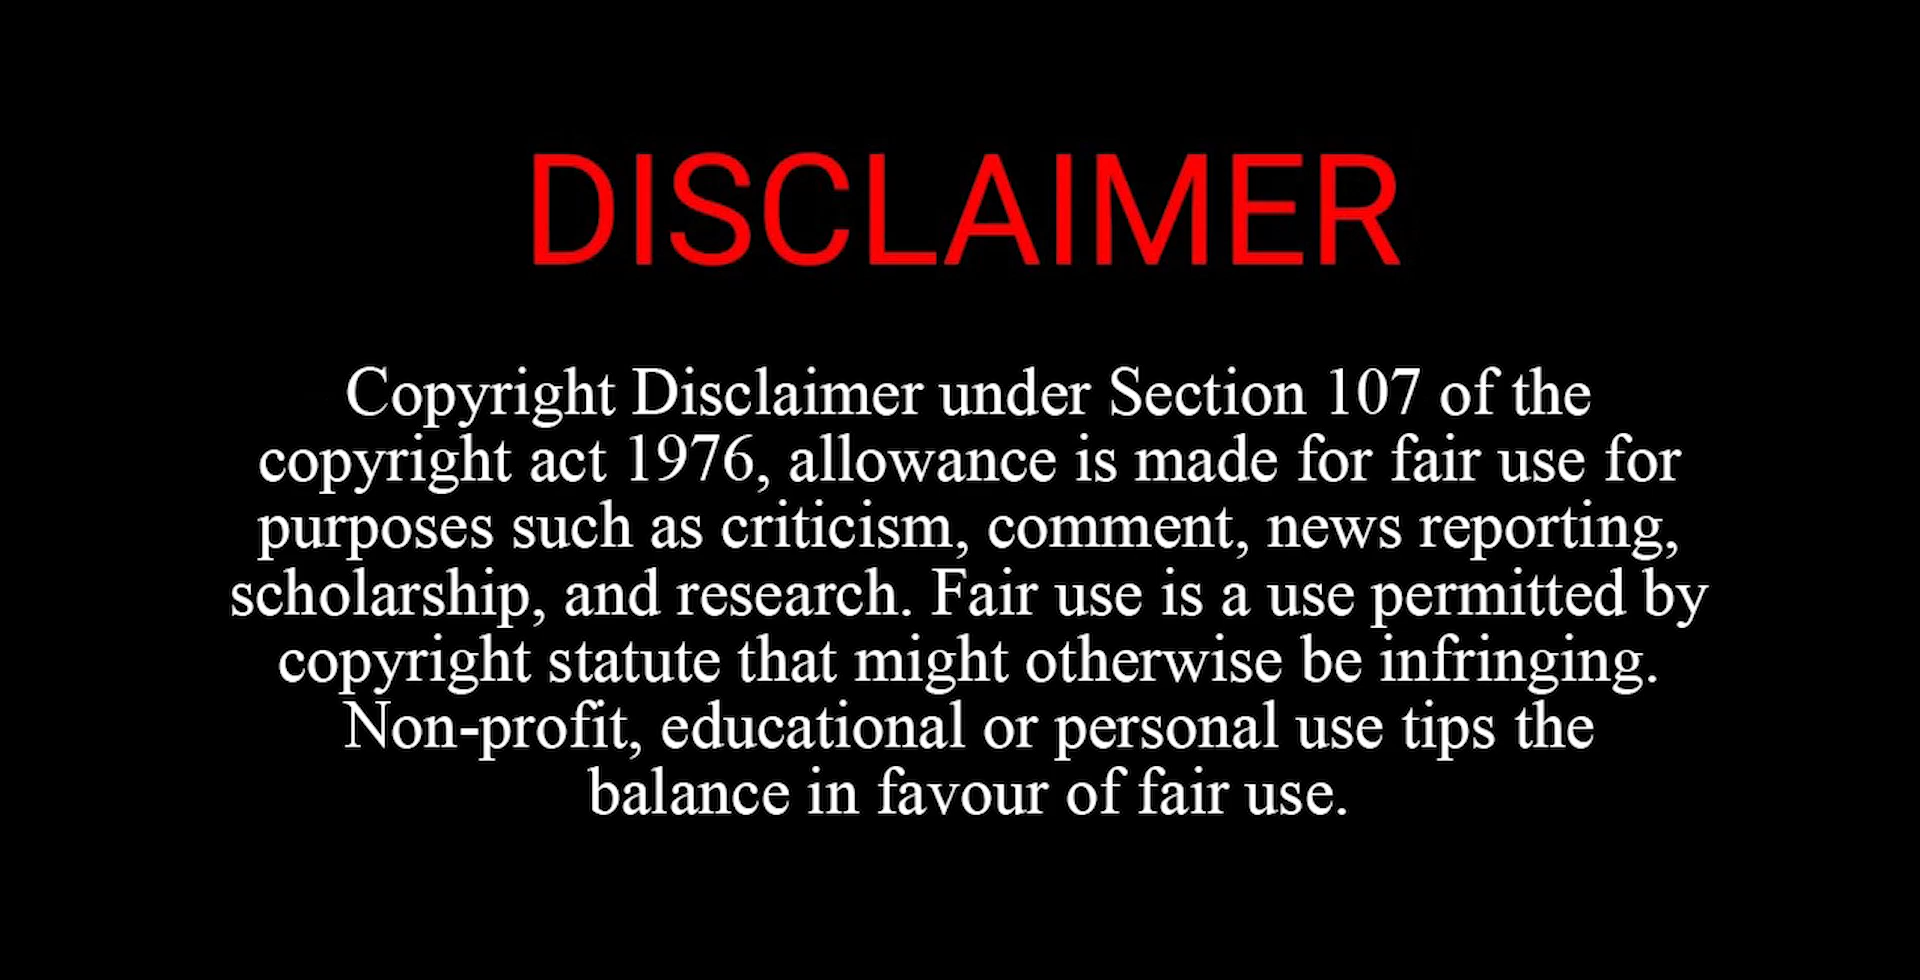 DISCLAIMER
Copyright Disclaimer under Section 107 of the
copyright act 1976, allowance is made for fair use for
purposes such as criticism, comment, news reporting,
scholarship, and research. Fair use is a use permitted by
copyright statute that might otherwise be infringing.
Non-profit, educational or personal use tips the
balance in favour of fair use.